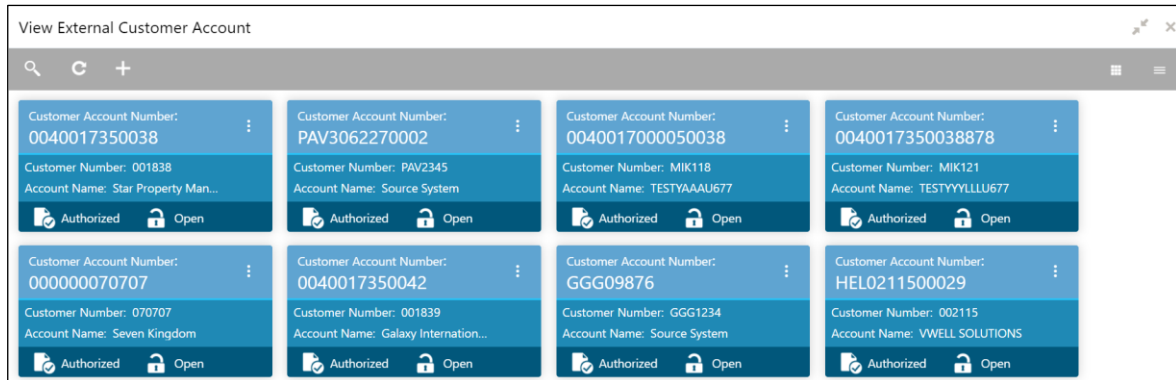 View External Customer Account
Customer Account Number:
0040017350038
Customer Number: 001838
Account Name: Star Property Man...
Authorized Open
Customer Account Number:
PAV3062270002
Customer Number: PAV2345
Account Name: Source System
Authorized Open
Customer Account Number:
0040017000050038
Customer Number: MIK118
Account Name: TESTYAAAU677
Authorized Open
Customer Account Number:
0040017350038878
Customer Number: MIK121
Account Name: TESTYYYLLLU677
Authorized Open
Customer Account Number:
000000070707
Customer Number: 070707
Account Name: Seven Kingdom
Authorized Open
Customer Account Number:
0040017350042
Customer Number: 001839
Account Name: Galaxy Internation...
Authorized Open
Customer Account Number:
GGG09876
Customer Number: GGG1234
Account Name: Source System
Authorized Open
Customer Account Number:
HEL0211500029
Customer Number: 002115
Account Name: VWELL SOLUTIONS
Authorized Open